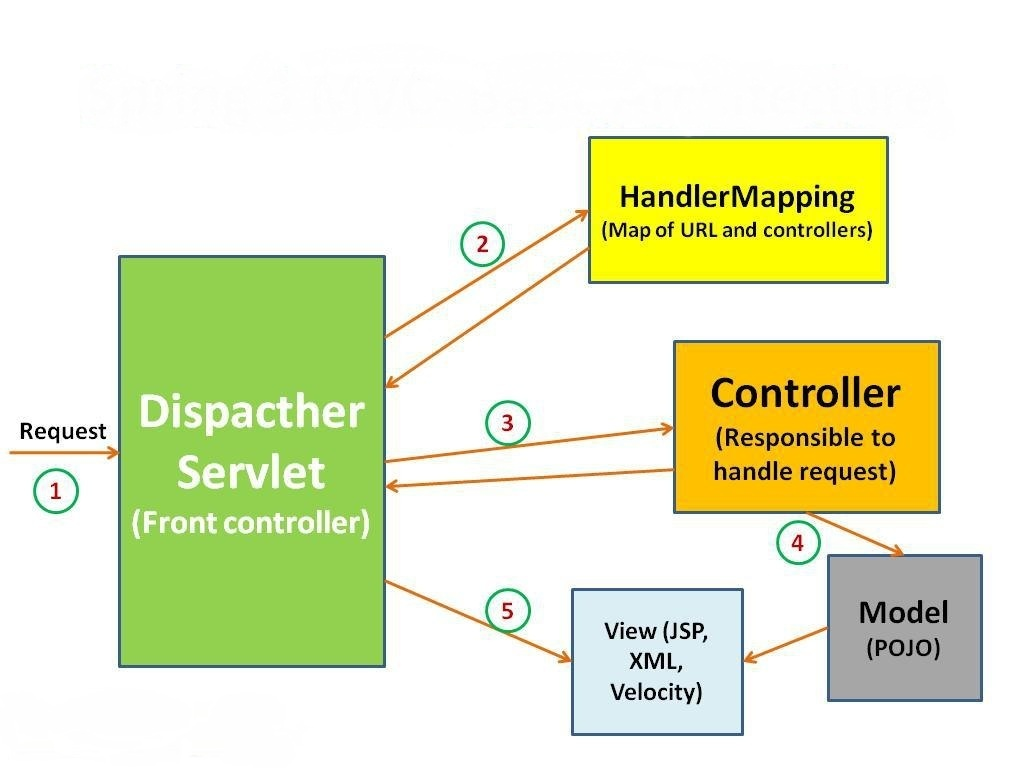 HandlerMapping
(Map of URL and controllers)
2
Dispacther
Servlet
(Front controller)
Request
1
3
Controller
(Responsible to
handle request)
4
5
View (JSP,
XML,
Velocity)
Model
(POJO)